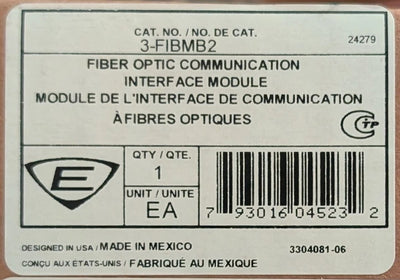 CAT. NO. / NO. DE CAT.
3-FIBMB2
24279
FIBER OPTIC COMMUNICATION
INTERFACE MODULE
MODULE DE L'INTERFACE DE COMMUNICATION
À FIBRES OPTIQUES
C TP
E
QTY / QTE.
1
UNIT / UNITE
EA
7 93016 04523 2
DESIGNED IN USA / MADE IN MEXICO
CONÇU AUX ÉTATS-UNIS / FABRIQUÉ AU MEXIQUE
3304081-06